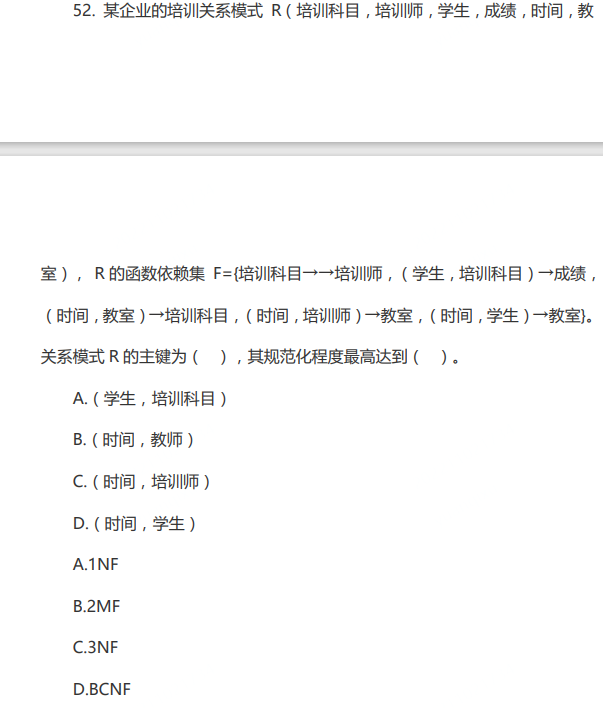 52. 某企业的培训关系模式 R（培训科目，培训师，学生，成绩，时间，教
室）， R 的函数依赖集 F={培训科目→→培训师，（学生，培训科目）→成绩，
（时间，教室）→培训科目，（时间，培训师）→教室，（时间，学生）→教室}。
关系模式 R 的主键为（ ），其规范化程度最高达到（ ）。
A.（学生，培训科目）
B.（时间，教师）
C.（时间，培训师）
D.（时间，学生）
A.1NF
B.2MF
C.3NF
D.BCNF